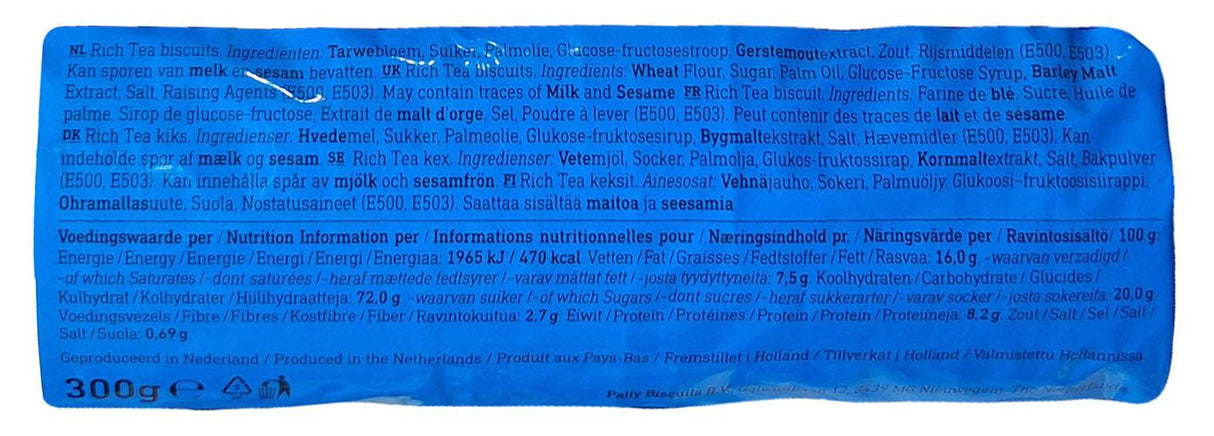 NL Rich Tea biscuits. Ingrediënten: Tarwebloem, Suiker, Palmolie, Glucose-fructosestroop, Gerstemoutextract, Zout, Rijsmiddelen (E500, E503).
Kan sporen van melk en sesam bevatten. UK Rich Tea biscuits. Ingredients: Wheat Flour, Sugar, Palm Oil, Glucose-Fructose Syrup, Barley Malt
Extract, Salt, Raising Agents (E500, E503). May contain traces of Milk and Sesame. FR Rich Tea biscuit. Ingrédients: Farine de blé, Sucre, Huile de
palme, Sirop de glucose-fructose, Extrait de malt d'orge, Sel, Poudre à lever (E500, E503). Peut contenir des traces de lait et de sésame.
DK Rich Tea kiks. Ingredienser: Hvedemel, Sukker, Palmeolie, Glukose-fruktosesirup, Bygmaltekstrakt, Salt, Hævemidler (E500, E503). Kan
indeholde spor af mælk og sesam. SE Rich Tea kex. Ingredienser: Vetemjöl, Socker, Palmolja, Glukos-fruktossirap, Kornmaltextrakt, Salt, Bakpulver
(E500, E503). Kan innehålla spår av mjölk och sesamfrön. FI Rich Tea keksit. Ainesosat: Vehnäjauho, Sokeri, Palmuöljy, Glukoosi-fruktoosisiirappi,
Ohramallasuute, Suola, Nostatusaineet (E500, E503). Saattaa sisältää maitoa ja seesamia.
Voedingswaarde per / Nutrition Information per / Informations nutritionnelles pour / Næringsindhold pr. / Näringsvärde per / Ravintosisältö/ 100 g:
Energie / Energy / Energie / Energi / Energi / Energiaa: 1965 kJ / 470 kcal. Vetten / Fat / Graisses / Fedtstoffer / Fett / Rasvaa: 16,0 g -waarvan verzadigd /
-of which Saturates /-dont saturées /-heraf mættede fedtsyrer /-varav mättat fett /-josta tyydyttyneitä: 7,5 g. Koolhydraten / Carbohydrate / Glucides /
Kulhydrat / Kolhydrater / Hiilihydraatteja: 72,0 g -waarvan suiker /-of which Sugars /-dont sucres /-heraf sukkerarter /-varav socker /-josta sokereita: 20,0 g.
Voedingsvezels / Fibre / Fibres / Kostfibre / Fiber / Ravintokuitua: 2,7 g. Eiwit / Protein / Protéines / Protein / Protein / Proteiineja: 8,2 g. Zout / Salt / Sel / Salt /
Salt / Suola: 0,69 g.
Geproduceerd in Nederland / Produced in the Netherlands / Produit aux Pays-Bas / Fremstillet i Holland / Tillverkat i Holland / Valmistettu Hollannissa.
300g ℮
Pally Biscuits B.V., 12, 3439 MG Nieuwegein- The Netherlands